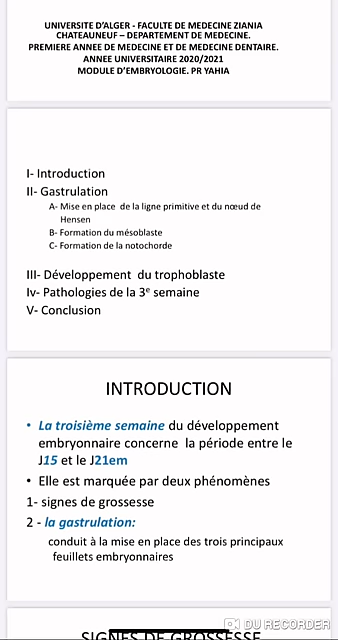 UNIVERSITE D'ALGER - FACULTE DE MEDECINE ZIANIA
CHATEAUNEUF – DEPARTEMENT DE MEDECINE.
PREMIERE ANNEE DE MEDECINE ET DE MEDECINE DENTAIRE.
ANNEE UNIVERSITAIRE 2020/2021
MODULE D'EMBRYOLOGIE. PR YAHIA
I- Introduction
II- Gastrulation
A- Mise en place de la ligne primitive et du nœud de
Hensen
B- Formation du mésoblaste
C- Formation de la notochorde
III- Développement du trophoblaste
Iv- Pathologies de la 3e semaine
V- Conclusion
INTRODUCTION
• La troisième semaine du développement
embryonnaire concerne la période entre le
J15 et le J21em
• Elle est marquée par deux phénomènes
1- signes de grossesse
2 - la gastrulation:
conduit à la mise en place des trois principaux
feuillets embryonnaires
DU RECORDER
SIGNES DE GROSSESSE